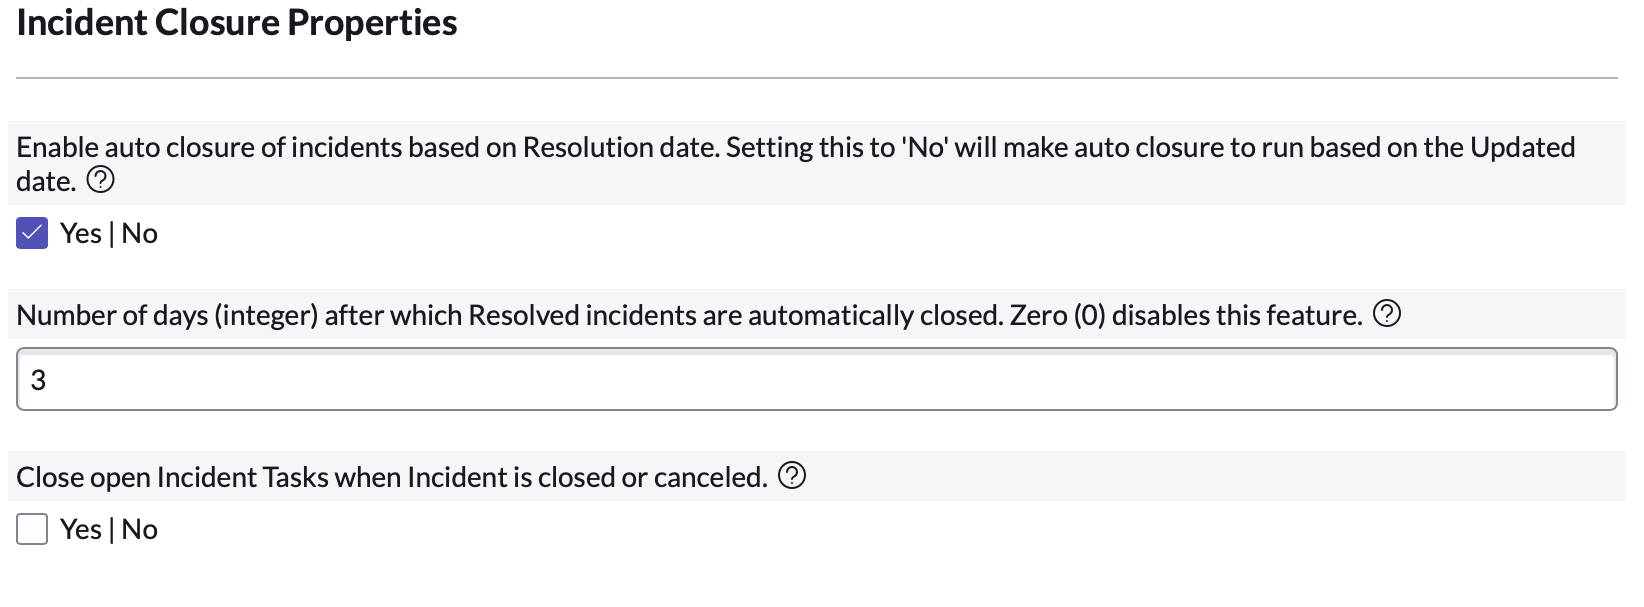 Incident Closure Properties
Enable auto closure of incidents based on Resolution date. Setting this to 'No' will make auto closure to run based on the Updated
date.
Yes | No
Number of days (integer) after which Resolved incidents are automatically closed. Zero (0) disables this feature.
3
Close open Incident Tasks when Incident is closed or canceled.
Yes | No